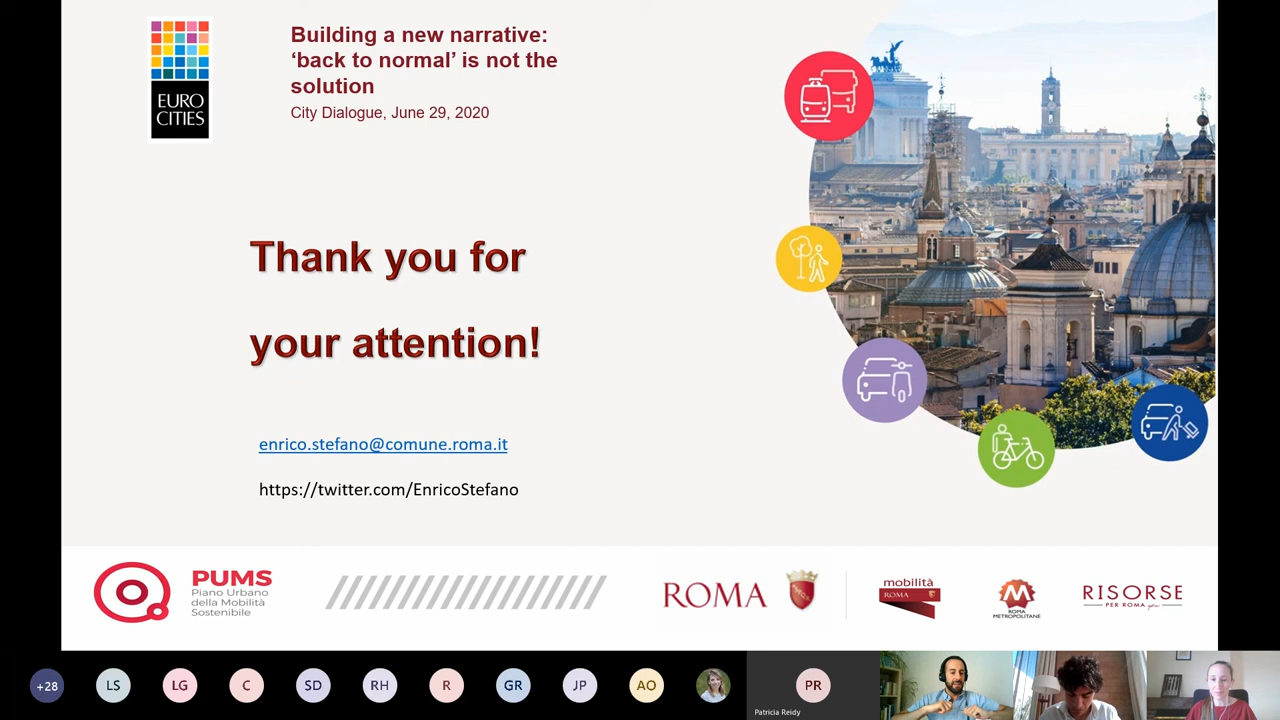 EURO
CITIES
Building a new narrative:
‘back to normal’ is not the
solution
City Dialogue, June 29, 2020
Thank you for
your attention!
enrico.stefano@comune.roma.it
https://twitter.com/EnricoStefano
PUMS
Piano Urbano
della Mobilità
Sostenibile
ROMA
mobilità
ROMA
ROMA
METROPOLITANE
RISORSE
PER ROMA
+28
LS
LG
C
SD
RH
R
GR
JP
AO
PR
Patricia Reidy